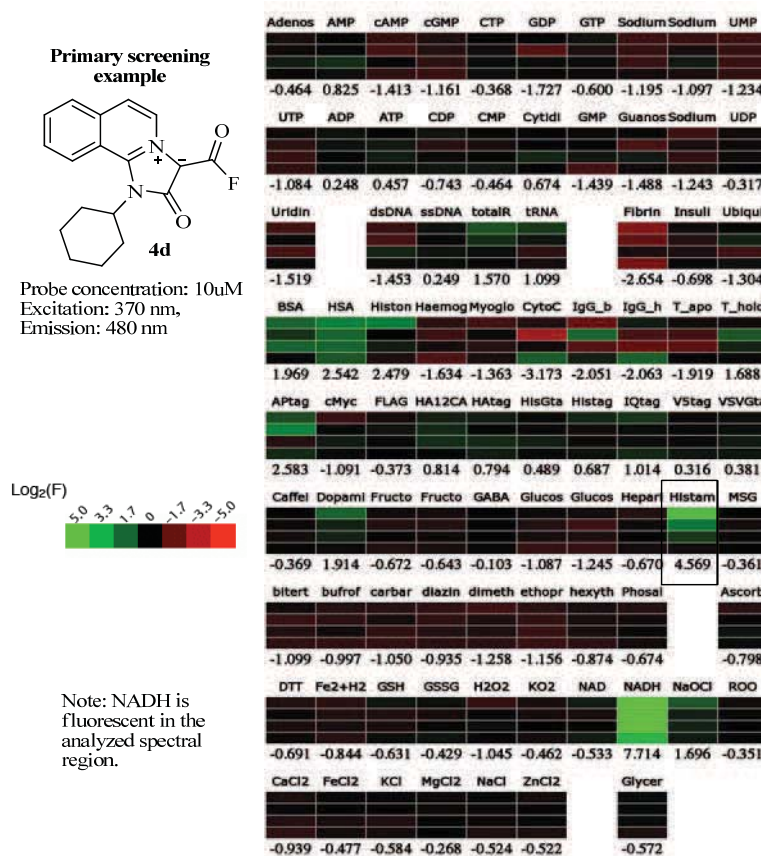 Primary screening
example
O
N
+
-
F
N
O
4d
Probe concentration: 10uM
Excitation: 370 nm,
Emission: 480 nm
Log₂(F)
5.0 3.3 1.7 0 -1.7 -3.3 -5.0
Note: NADH is
fluorescent in the
analyzed spectral
region.
Adenos AMP cAMP cGMP CTP GDP GTP Sodium Sodium UMP
-0.464 0.825 -1.413 -1.161 -0.368 -1.727 -0.600 -1.195 -1.097 -1.234
UTP ADP ATP CDP CMP Cytidi GMP Guanos Sodium UDP
-1.084 0.248 0.457 -0.743 -0.464 0.674 -1.439 -1.488 -1.243 -0.317
Uridin dsDNA ssDNA totalR tRNA Fibrin Insuli Ubiqui
-1.519 -1.453 0.249 1.570 1.099 -2.654 -0.698 -1.304
BSA HSA Histon Haemog Myoglo CytoC IgG_b IgG_h T_apo T_holo
1.969 2.542 2.479 -1.634 -1.363 -3.173 -2.051 -2.063 -1.919 1.688
APtag cMyc FLAG HA12CA HAtag HisGta Histag IQtag V5tag VSVGta
2.583 -1.091 -0.373 0.814 0.794 0.489 0.687 1.014 0.316 0.381
Caffei Dopami Fructo Fructo GABA Glucos Glucos Hepari Histam MSG
-0.369 1.914 -0.672 -0.643 -0.103 -1.087 -1.245 -0.670 4.569 -0.361
bitert bufrof carbar diazin dimeth ethopr hexyth Phosal Ascorb
-1.099 -0.997 -1.050 -0.935 -1.258 -1.156 -0.874 -0.674 -0.798
DTT Fe2+H2 GSH GSSG H2O2 KO2 NAD NADH NaOCl ROO
-0.691 -0.844 -0.631 -0.429 -1.045 -0.462 -0.533 7.714 1.696 -0.351
CaCl2 FeCl2 KCl MgCl2 NaCl ZnCl2 Glycer
-0.939 -0.477 -0.584 -0.268 -0.524 -0.522 -0.572